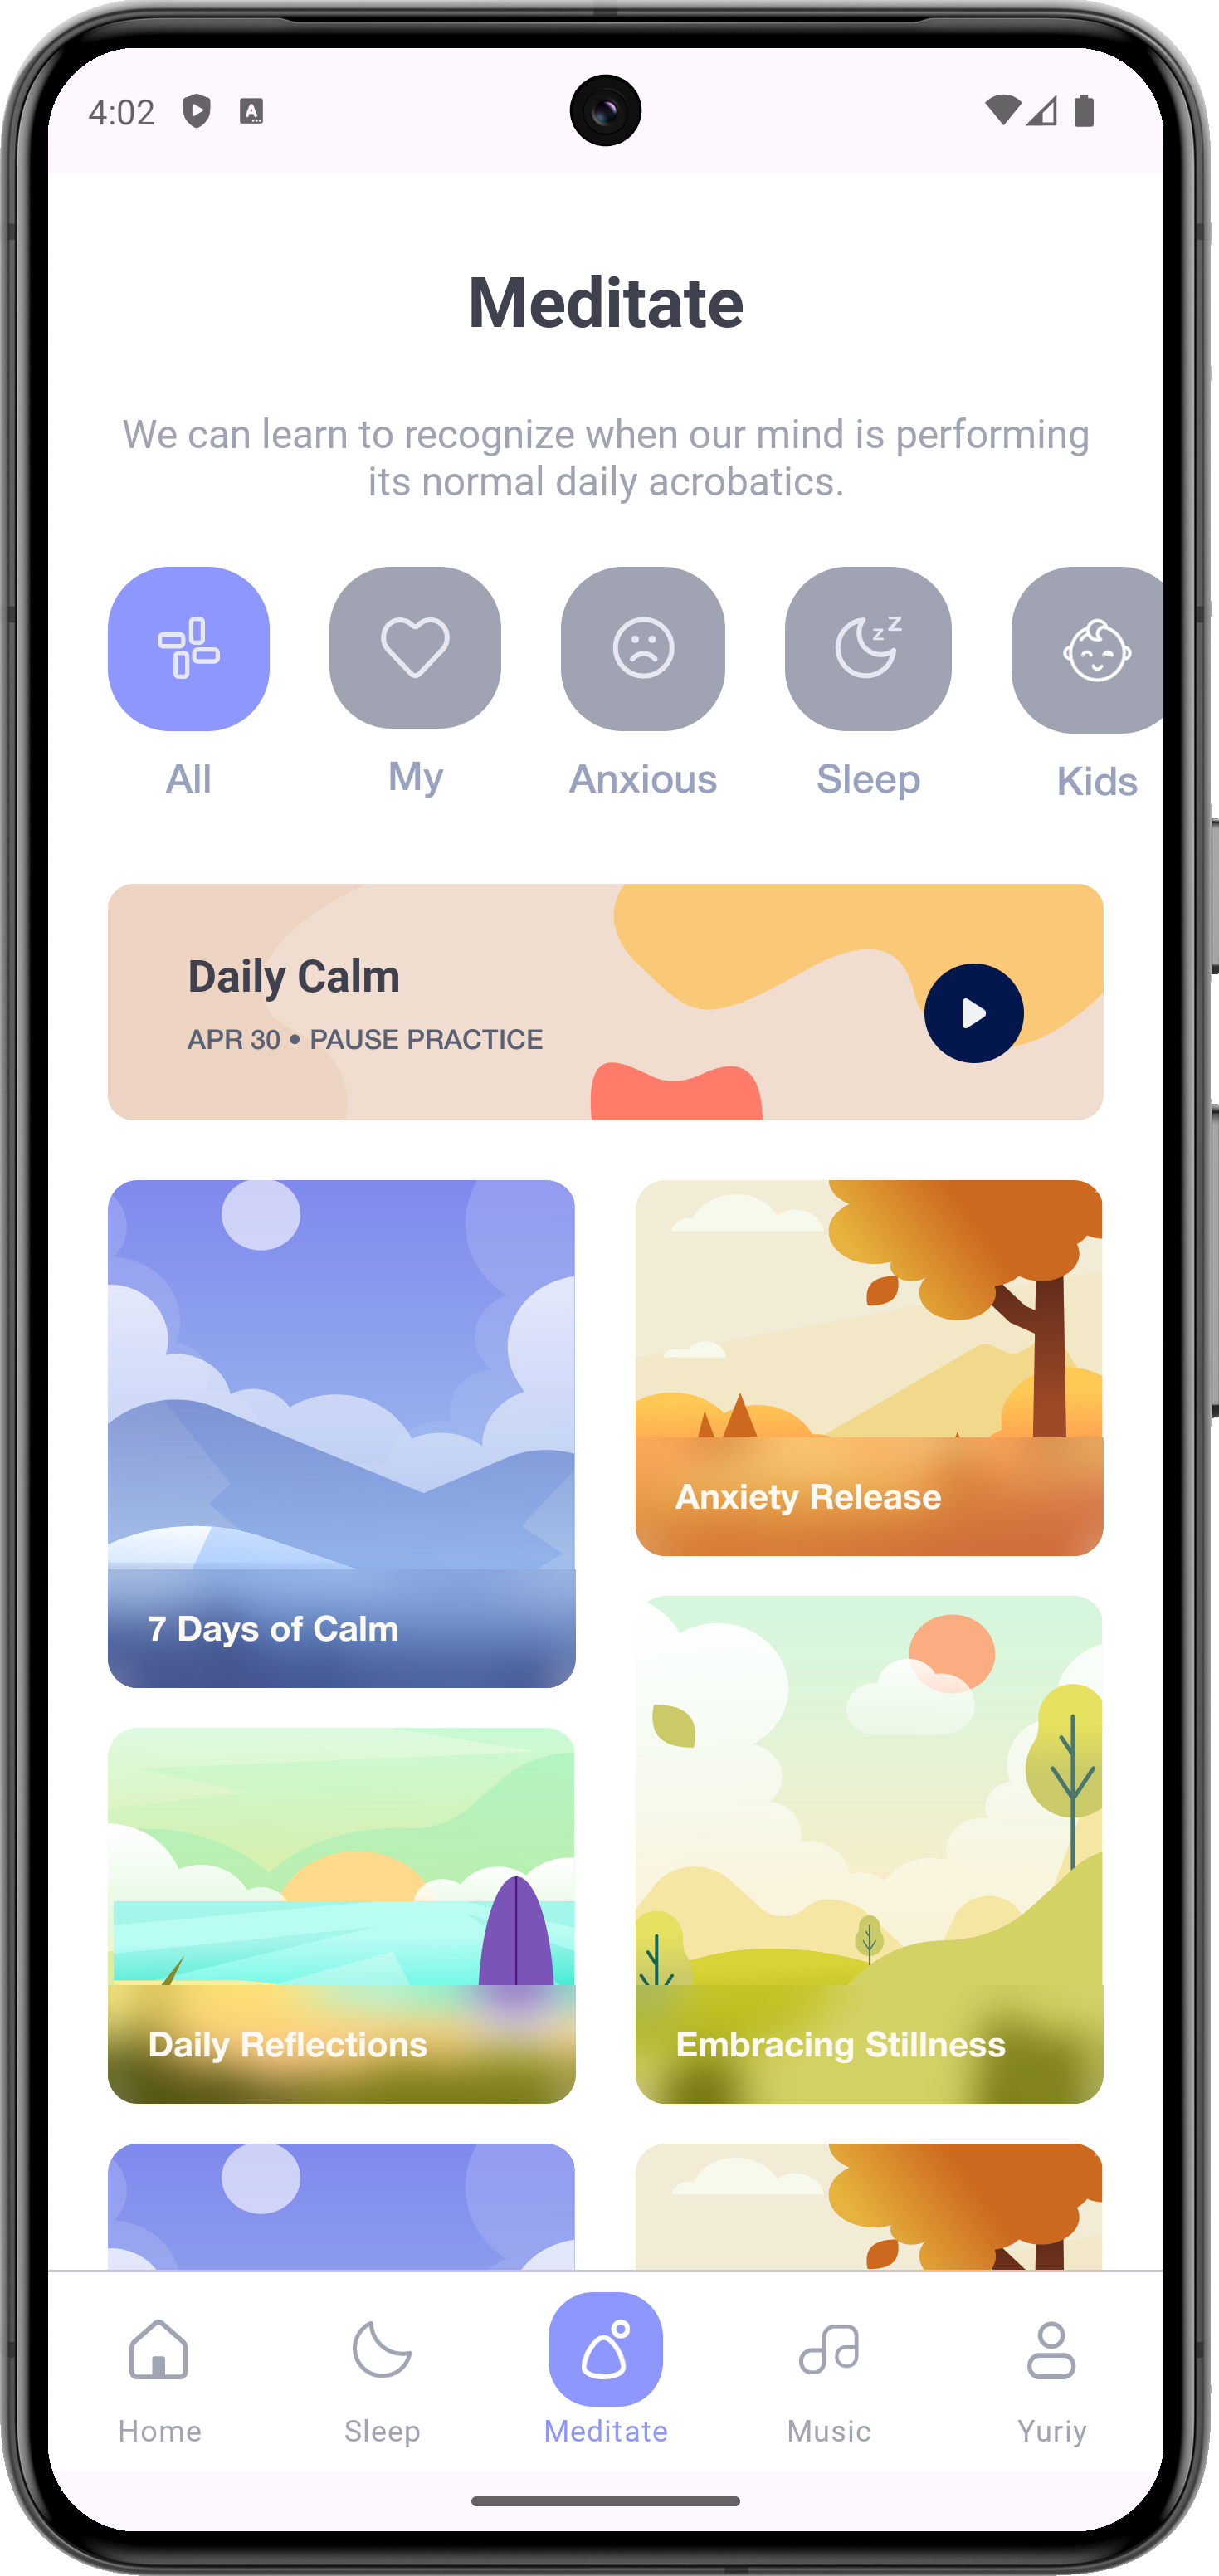 4:02
Meditate
We can learn to recognize when our mind is performing
its normal daily acrobatics.
All
My
Anxious
Sleep
Kids
Daily Calm
APR 30 • PAUSE PRACTICE
7 Days of Calm
Anxiety Release
Daily Reflections
Embracing Stillness
Home
Sleep
Meditate
Music
Yuriy